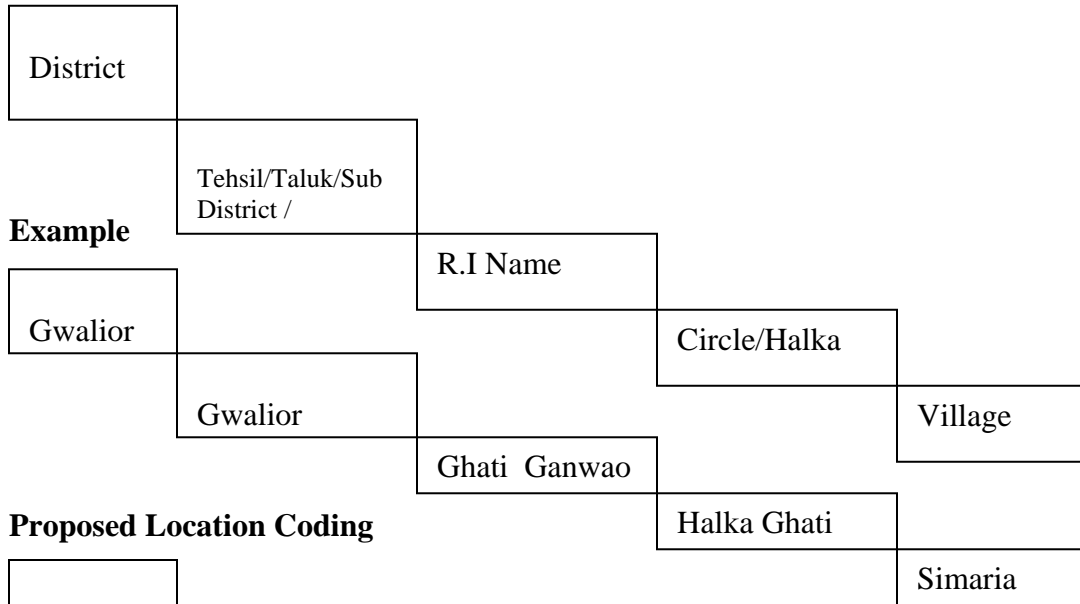 District
Tehsil/Taluk/Sub
District /
R.I Name
Circle/Halka
Village
Example
Gwalior
Gwalior
Ghati Ganwao
Halka Ghati
Simaria
Proposed Location Coding